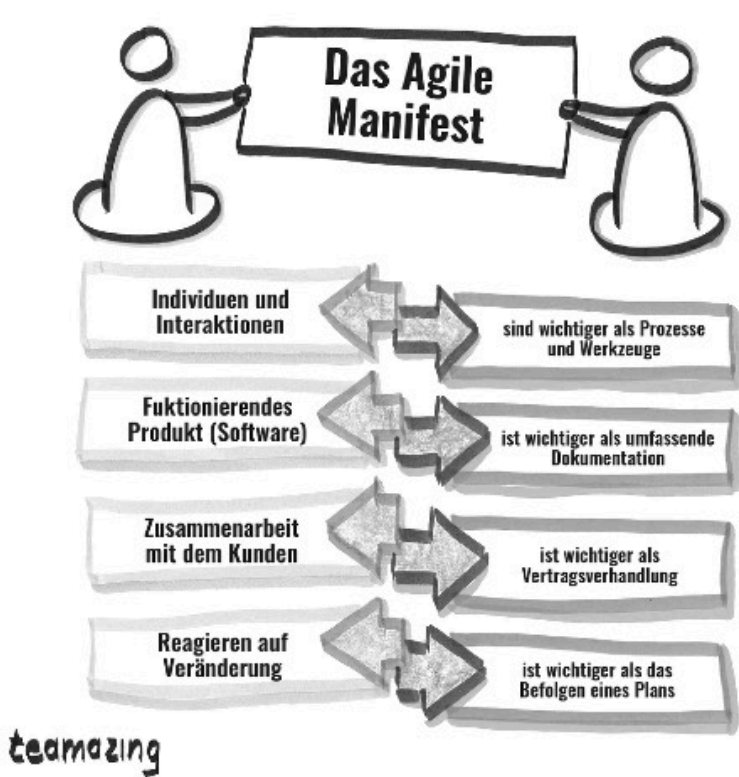 Das Agile
Manifest
Individuen und
Interaktionen
sind wichtiger als Prozesse
und Werkzeuge
Fuktionierendes
Produkt (Software)
ist wichtiger als umfassende
Dokumentation
Zusammenarbeit
mit dem Kunden
ist wichtiger als
Vertragsverhandlung
Reagieren auf
Veränderung
ist wichtiger als das
Befolgen eines Plans
teamazing